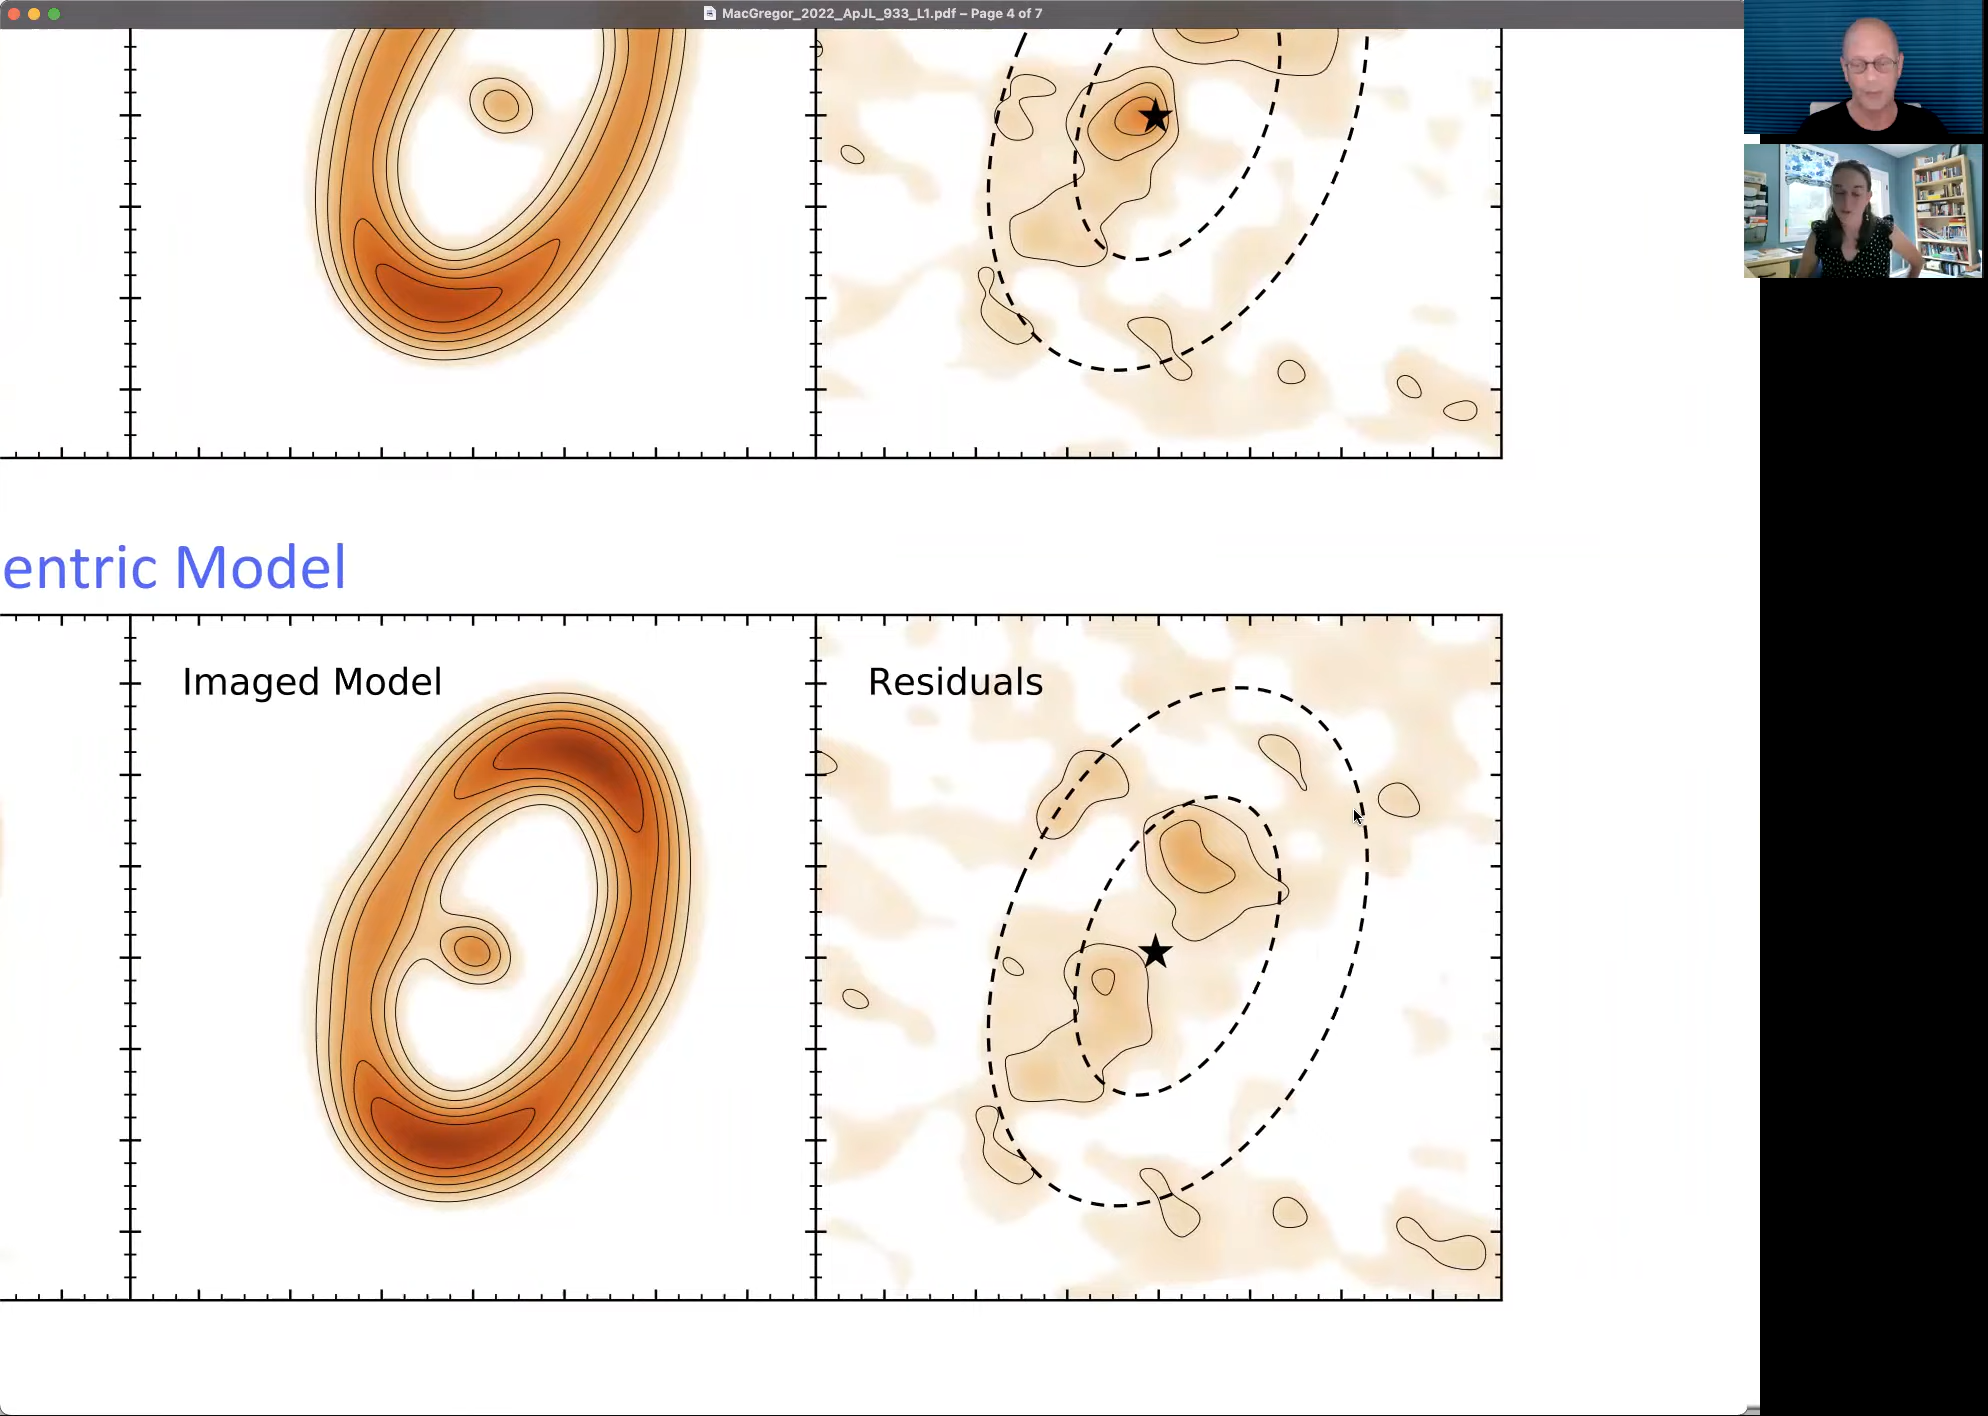 MacGregor_2022_ApJL_933_L1.pdf – Page 4 of 7
entric Model
Imaged Model
Residuals